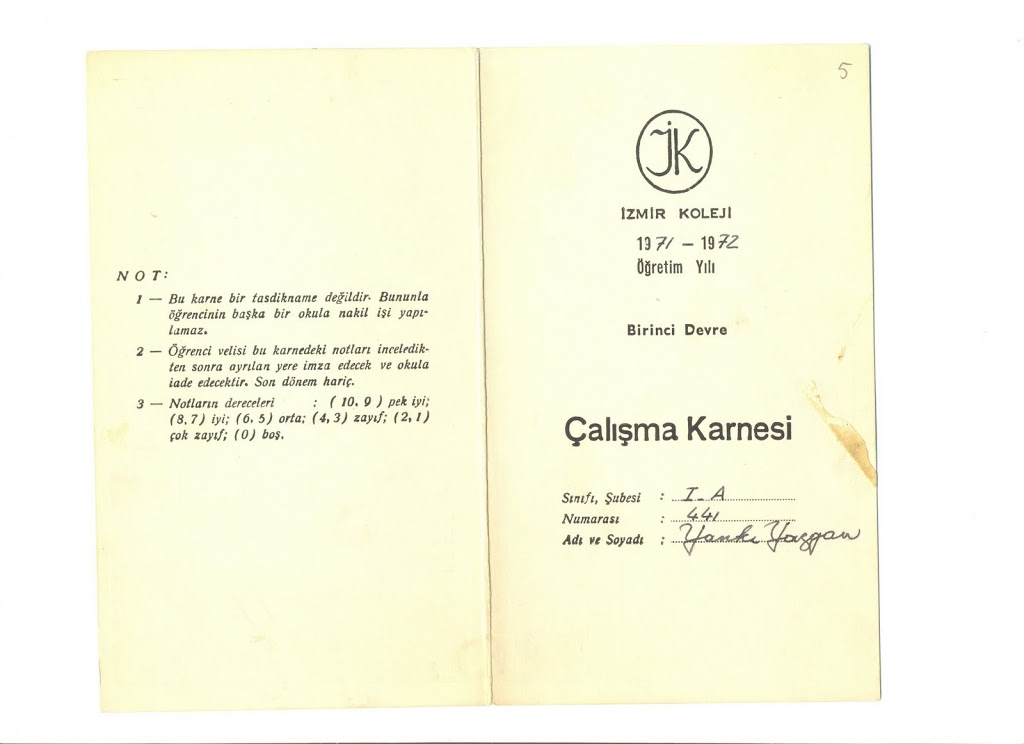 NOT:
1 — Bu karne bir tasdikname değildir. Bununla
öğrencinin başka bir okula nakil işi yapı-
lamaz.
2 — Öğrenci velisi bu karnedeki notları inceledik-
ten sonra ayrılan yere imza edecek ve okula
iade edecektir. Son dönem hariç.
3 — Notların dereceleri : (10, 9) pek iyi;
(8, 7) iyi; (6, 5) orta; (4, 3) zayıf; (2, 1)
çok zayıf; (0) boş.
5
İK
İZMİR KOLEJİ
1971 — 1972
Öğretim Yılı
Birinci Devre
Çalışma Karnesi
Sınıfı, Şubesi : I-A
Numarası : 441
Adı ve Soyadı : Yankı Yazgan